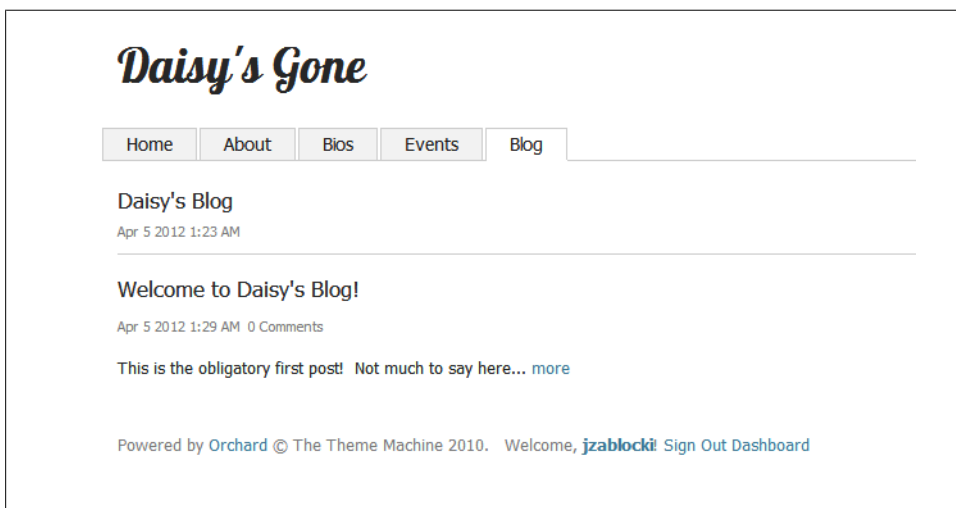 Daisy's Gone
Home About Bios Events Blog
Daisy's Blog
Apr 5 2012 1:23 AM
Welcome to Daisy's Blog!
Apr 5 2012 1:29 AM 0 Comments
This is the obligatory first post! Not much to say here... more
Powered by Orchard © The Theme Machine 2010. Welcome, jzablocki! Sign Out Dashboard